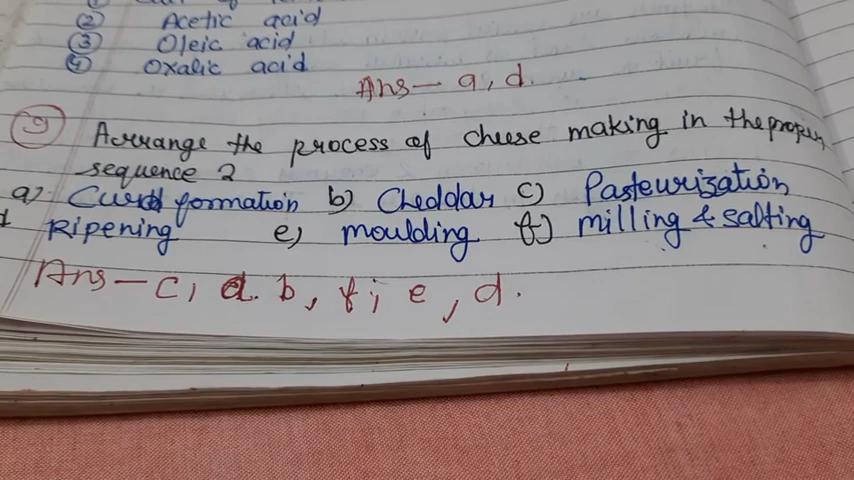 ② Acetic acid
③ Oleic acid
④ Oxalic acid
Ans- a, d.
⑨ Arrange the process of cheese making in the proper
sequence ?
a) Curd formation b) Cheddar c) Pasteurization
d Ripening e) moulding f) milling & salting
Ans - c, a. b, f, e, d.